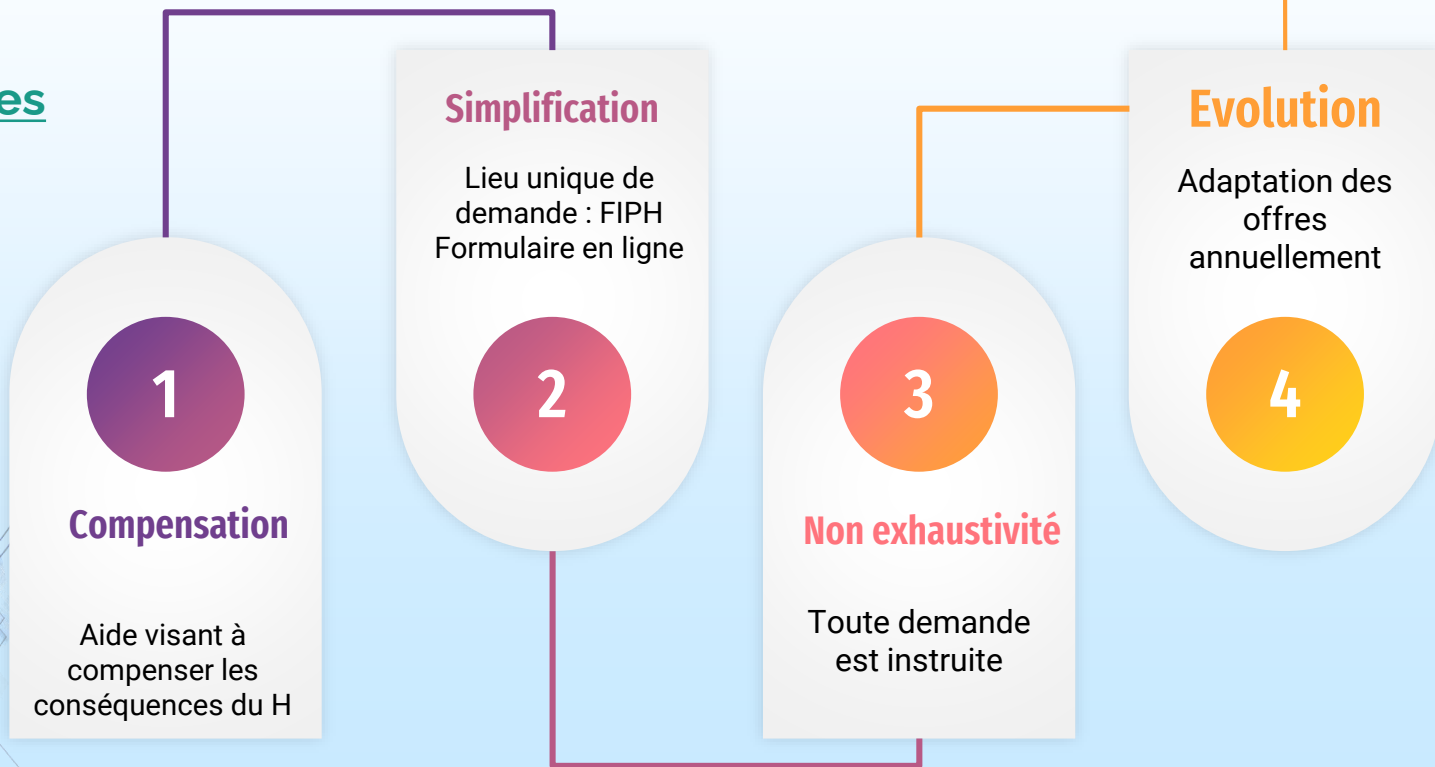 es
1
Compensation
Aide visant à
compenser les
conséquences du H
Simplification
Lieu unique de
demande : FIPH
Formulaire en ligne
2
3
Non exhaustivité
Toute demande
est instruite
Evolution
Adaptation des
offres
annuellement
4